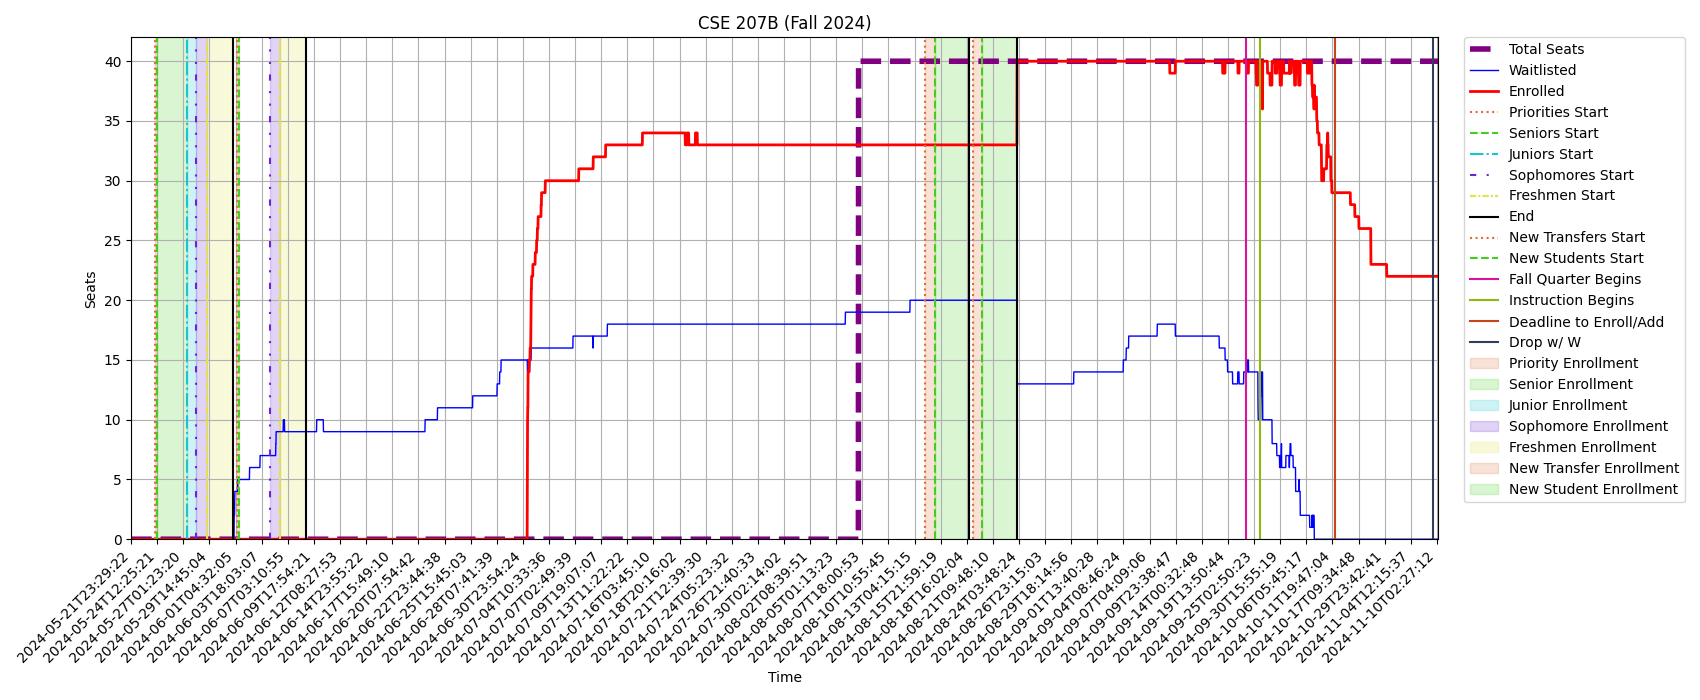 CSE 207B (Fall 2024)
40
35
30
25
20
15
10
5
0
Seats
2024-05-21T23:29:22
2024-05-24T12:25:21
2024-05-27T01:23:20
2024-05-29T14:45:04
2024-06-01T04:32:05
2024-06-03T18:03:07
2024-06-07T03:10:55
2024-06-09T17:54:21
2024-06-12T08:27:53
2024-06-14T23:55:22
2024-06-17T15:49:10
2024-06-20T07:54:42
2024-06-22T23:44:38
2024-06-25T15:45:03
2024-06-28T07:41:39
2024-06-30T23:54:24
2024-07-04T10:33:36
2024-07-07T02:49:39
2024-07-09T19:07:07
2024-07-13T11:22:22
2024-07-16T03:45:10
2024-07-18T20:16:02
2024-07-21T12:39:30
2024-07-24T05:23:32
2024-07-26T21:40:33
2024-07-30T02:14:02
2024-08-02T08:39:51
2024-08-05T01:13:23
2024-08-07T18:00:53
2024-08-10T10:55:45
2024-08-13T04:15:15
2024-08-15T21:59:19
2024-08-18T16:02:04
2024-08-21T09:48:10
2024-08-24T03:48:24
2024-08-26T23:15:03
2024-08-29T18:14:56
2024-09-01T13:40:28
2024-09-04T08:46:24
2024-09-07T04:09:06
2024-09-09T23:38:47
2024-09-14T00:32:48
2024-09-19T13:50:44
2024-09-25T02:50:23
2024-09-30T15:55:19
2024-10-06T05:45:17
2024-10-11T19:47:04
2024-10-17T09:34:48
2024-10-29T23:42:41
2024-11-04T12:15:37
2024-11-10T02:27:12
Time
Total Seats
Waitlisted
Enrolled
Priorities Start
Seniors Start
Juniors Start
Sophomores Start
Freshmen Start
End
New Transfers Start
New Students Start
Fall Quarter Begins
Instruction Begins
Deadline to Enroll/Add
Drop w/ W
Priority Enrollment
Senior Enrollment
Junior Enrollment
Sophomore Enrollment
Freshmen Enrollment
New Transfer Enrollment
New Student Enrollment